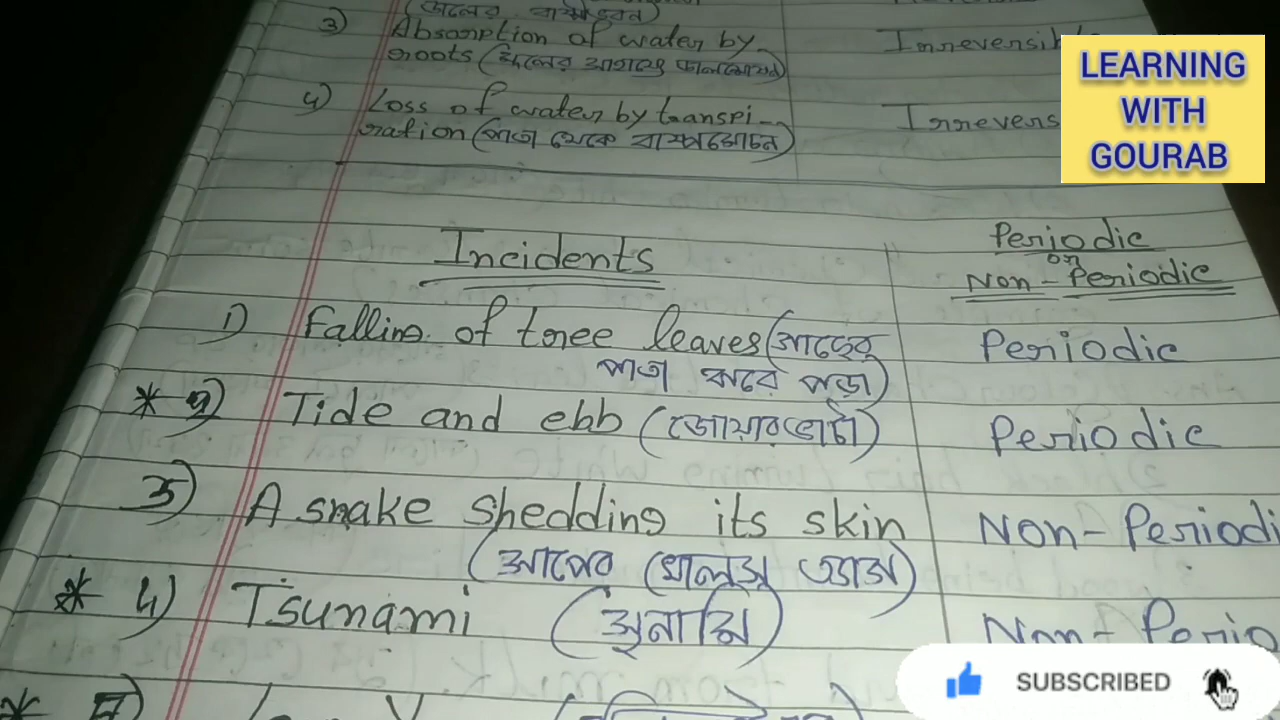 (জলের বাষ্পীভবন)
3) Absorption of water by Irreversib
roots (মূলের সাহায্যে জলশোষণ)
4) Loss of water by transpi- Irrevers
ration (পাতা থেকে বাষ্পমোচন)
LEARNING
WITH
GOURAB
Incidents Periodic
or
Non-Periodic
1) Falling of tree leaves (গাছের Periodic
পাতা ঝরে পড়া)
* 2) Tide and ebb (জোয়ারভাটা) Periodic
3) A snake shedding its skin Non-Periodi
(সাপের খোলস ত্যাগ)
* 4) Tsunami (সুনামি) Non-Perio
SUBSCRIBED